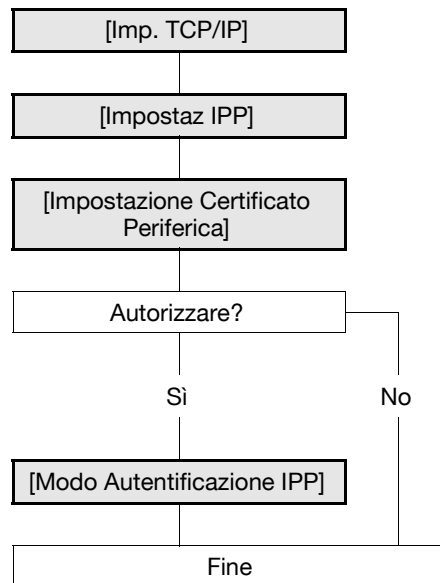 [Imp. TCP/IP]
[Impostaz IPP]
[Impostazione Certificato
Periferica]
Autorizzare?
Sì
No
[Modo Autentificazione IPP]
Fine